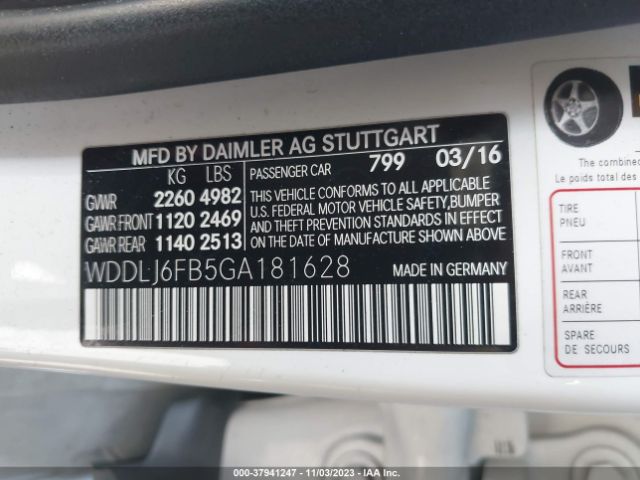 MFD BY DAIMLER AG STUTTGART
KG LBS PASSENGER CAR 799 03/16
GVWR 2260 4982
GAWR FRONT 1120 2469
GAWR REAR 1140 2513
THIS VEHICLE CONFORMS TO ALL APPLICABLE
U.S. FEDERAL MOTOR VEHICLE SAFETY,BUMPER
AND THEFT PREVENTION STANDARDS IN EFFECT
ON THE DATE OF MANUFACTURE SHOWN ABOVE
WDDLJ6FB5GA181628 MADE IN GERMANY
The combined
Le poids total des
TIRE
PNEU
FRONT
AVANT
REAR
ARRIÈRE
SPARE
DE SECOURS
000-37941247 - 11/03/2023 - IAA Inc.